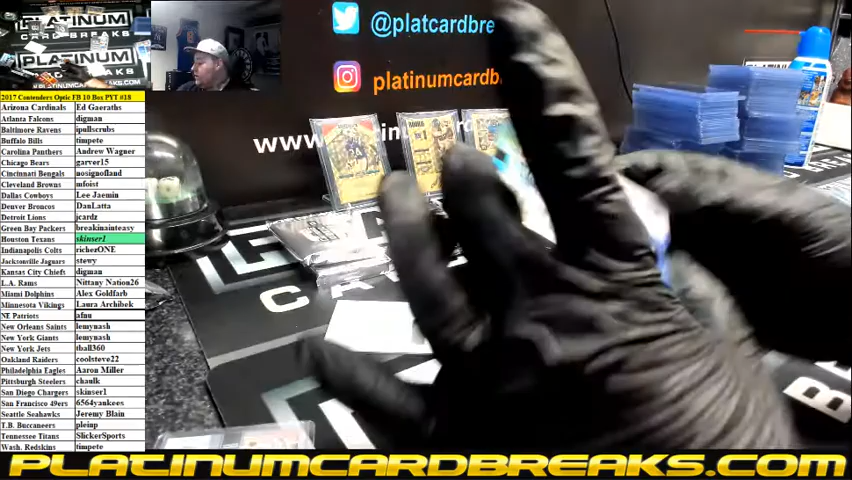 PLATINUM
CARD BREAKS
PLATINUM
@platcardbre
platinum.cardb
www
CA
2017 Contenders Optic FB 10 Box PYT #18
Arizona Cardinals Ed Gaeraths
Atlanta Falcons digman
Baltimore Ravens ipullscrubs
Buffalo Bills timpete
Carolina Panthers Andrew Wagner
Chicago Bears garver15
Cincinnati Bengals nosignofland
Cleveland Browns mfoist
Dallas Cowboys Lee Jaemin
Denver Broncos DanLatta
Detroit Lions jcardz
Green Bay Packers breakinainteasy
Houston Texans skinser1
Indianapolis Colts richerONE
Jacksonville Jaguars stewy
Kansas City Chiefs digman
L.A. Rams Nittany Nation26
Miami Dolphins Alex Goldfarb
Minnesota Vikings Laura Archibek
NE Patriots afnu
New Orleans Saints lemynash
New York Giants lemynash
New York Jets tball360
Oakland Raiders coolsteve22
Philadelphia Eagles Aaron Miller
Pittsburgh Steelers chaulk
San Diego Chargers skinser1
San Francisco 49ers 6564yankees
Seattle Seahawks Jeremy Blain
T.B. Buccaneers pleinp
Tennessee Titans SlickerSports
Wash. Redskins timpete
PLATINUMCARDBREAKS.COM